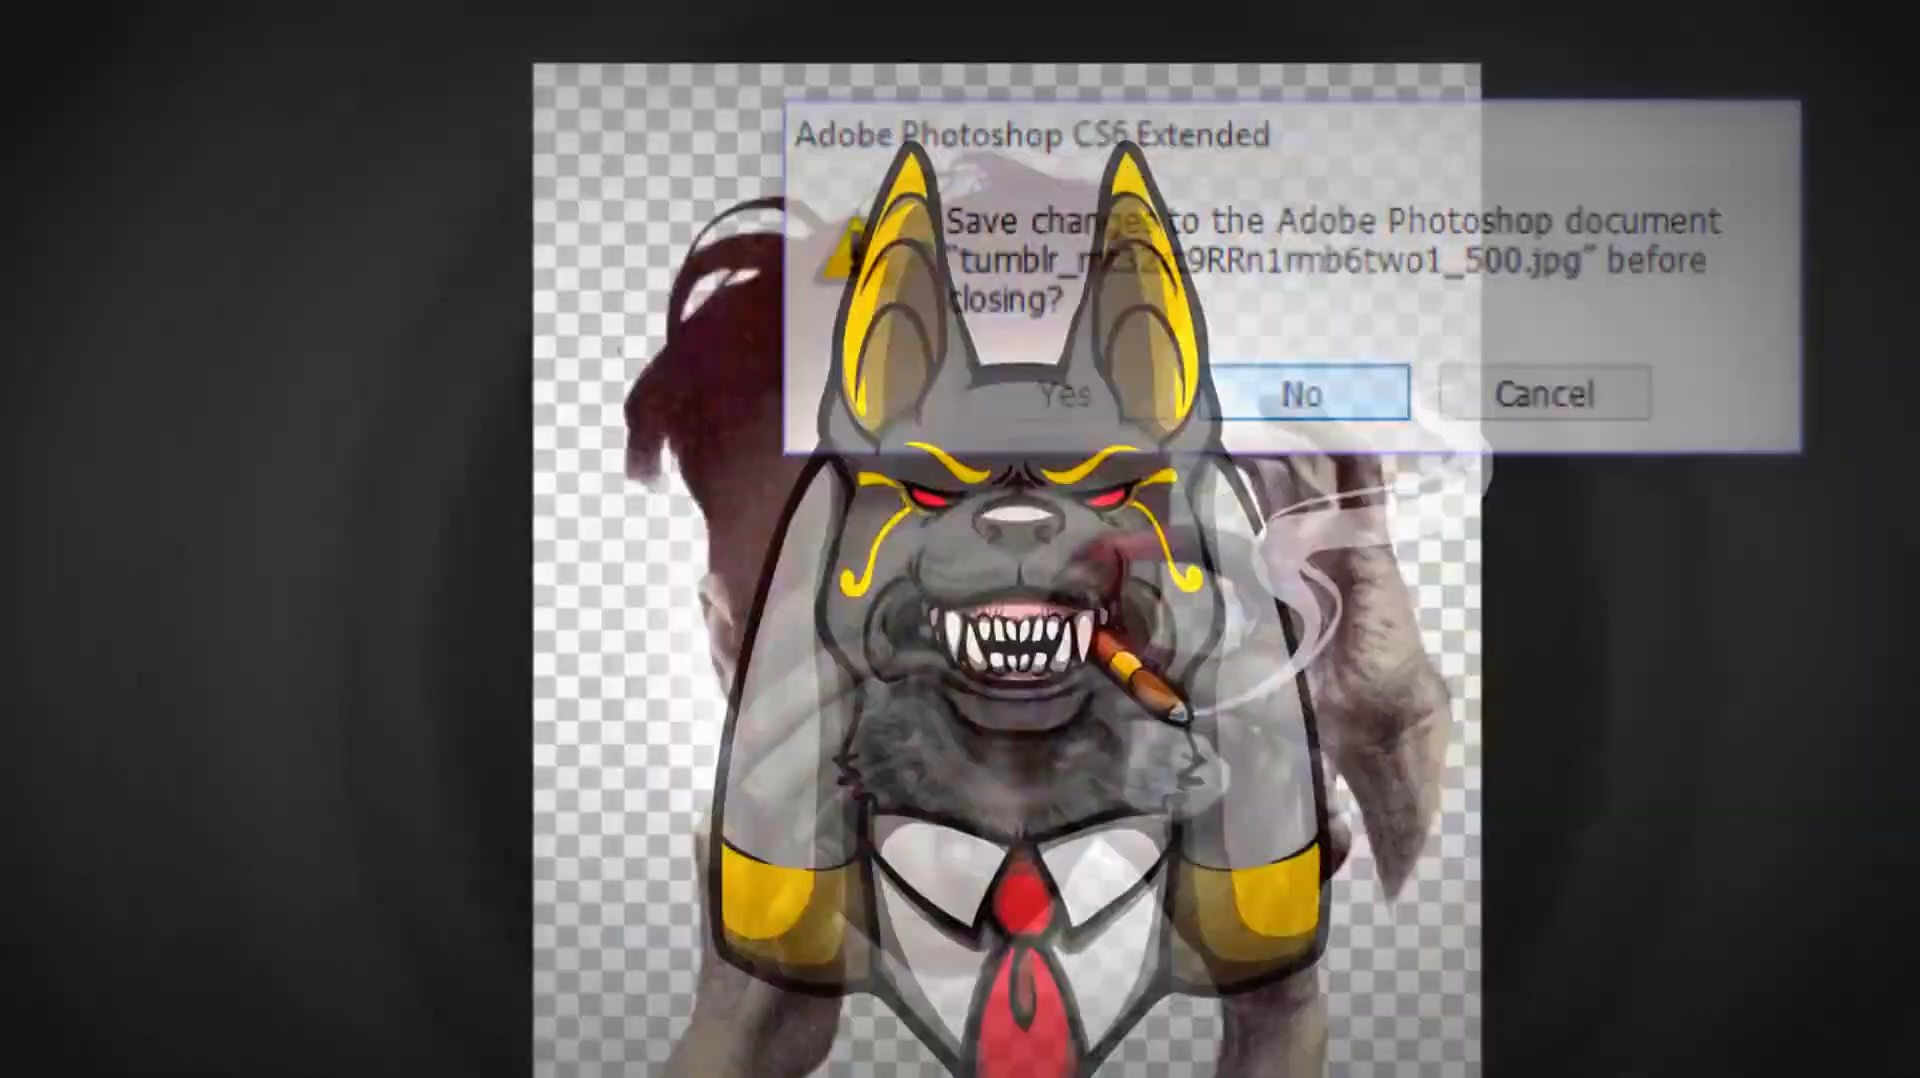 Adobe Photoshop CS6 Extended
Save changes to the Adobe Photoshop document
before
closing?
Yes
No
Cancel